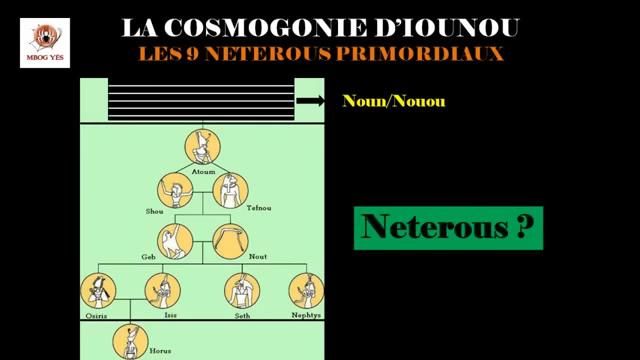 LA COSMOGONIE D'IOUNOU
LES 9 NETEROUS PRIMORDIAUX
MBOG YÉS
Noun/Nouou
Atoum
Shou
Tefnou
Neterous ?
Geb
Nout
Osiris
Isis
Seth
Nephtys
Horus